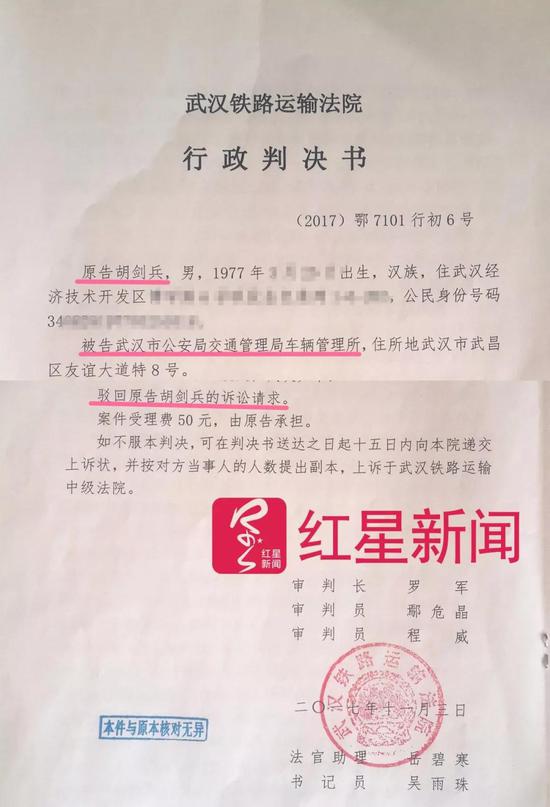 武汉铁路运输法院
行政判决书
（2017）鄂 7101 行初 6 号
原告胡剑兵，男，1977 年 出生，汉族，住武汉经
济技术开发区 ，公民身份号码
34
被告武汉市公安局交通管理局车辆管理所，住所地武汉市武昌
区友谊大道特 8 号。
驳回原告胡剑兵的诉讼请求。
案件受理费 50 元，由原告承担。
如不服本判决，可在判决书送达之日起十五日内向本院递交
上诉状，并按对方当事人的人数提出副本，上诉于武汉铁路运输
中级法院。
红星新闻
红星新闻
审 判 长 罗 军
审 判 员 鄢危晶
审 判 员 程 威
武汉铁路运输法院
二〇一七年十一月三日
本件与原本核对无异
法官助理 岳碧寒
书 记 员 吴雨珠